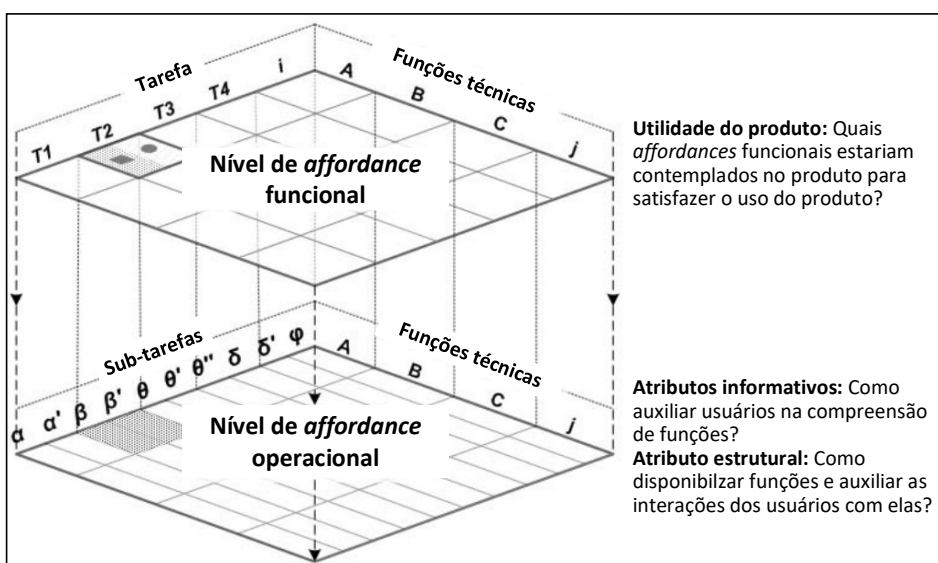 Tarefa
Funções técnicas
T1
T2
T3
T4
i
A
B
C
j
Nível de affordance
funcional
Utilidade do produto: Quais
affordances funcionais estariam
contemplados no produto para
satisfazer o uso do produto?
Sub-tarefas
Funções técnicas
α
α'
β
β'
θ
θ'
θ''
δ
δ'
φ
A
B
C
j
Nível de affordance
operacional
Atributos informativos: Como
auxiliar usuários na compreensão
de funções?
Atributo estrutural: Como
disponibilzar funções e auxiliar as
interações dos usuários com elas?